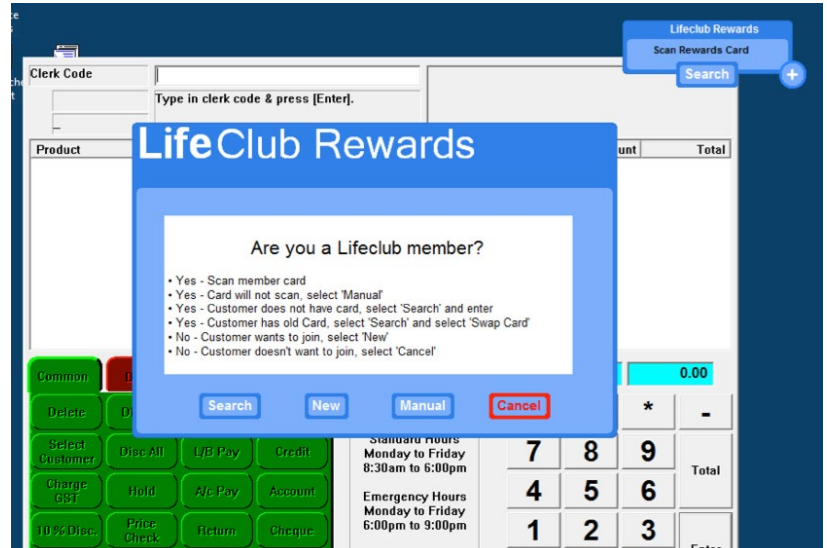 Lifeclub Rewards
Scan Rewards Card
Search
+
Clerk Code
Type in clerk code & press [Enter].
Product
unt
Total
LifeClub Rewards
Are you a Lifeclub member?
• Yes - Scan member card
• Yes - Card will not scan, select 'Manual'
• Yes - Customer does not have card, select 'Search' and enter
• Yes - Customer has old Card, select 'Search' and select 'Swap Card'
• No - Customer wants to join, select 'New'
• No - Customer doesn't want to join, select 'Cancel'
Search
New
Manual
Cancel
Common
0.00
Delete
* -
Select Customer
Disc All
L/B Pay
Credit
Standard Hours
Monday to Friday
8:30am to 6:00pm
7 8 9
Total
Charge GST
Hold
A/c Pay
Account
Emergency Hours
Monday to Friday
6:00pm to 9:00pm
4 5 6
10 % Disc.
Price Check
Return
Cheque
1 2 3
Enter